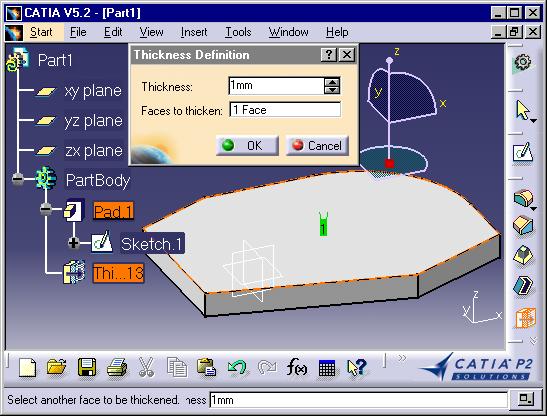 CATIA V5.2 - [Part1]
Start File Edit View Insert Tools Window Help
Part1
xy plane
yz plane
zx plane
PartBody
Pad.1
Sketch.1
Thi...13
Thickness Definition
Thickness: 1mm
Faces to thicken: 1 Face
OK Cancel
z
y
x
1
z
y x
f(x)
CATIA P2
SOLUTIONS
Select another face to be thickened. ness 1mm